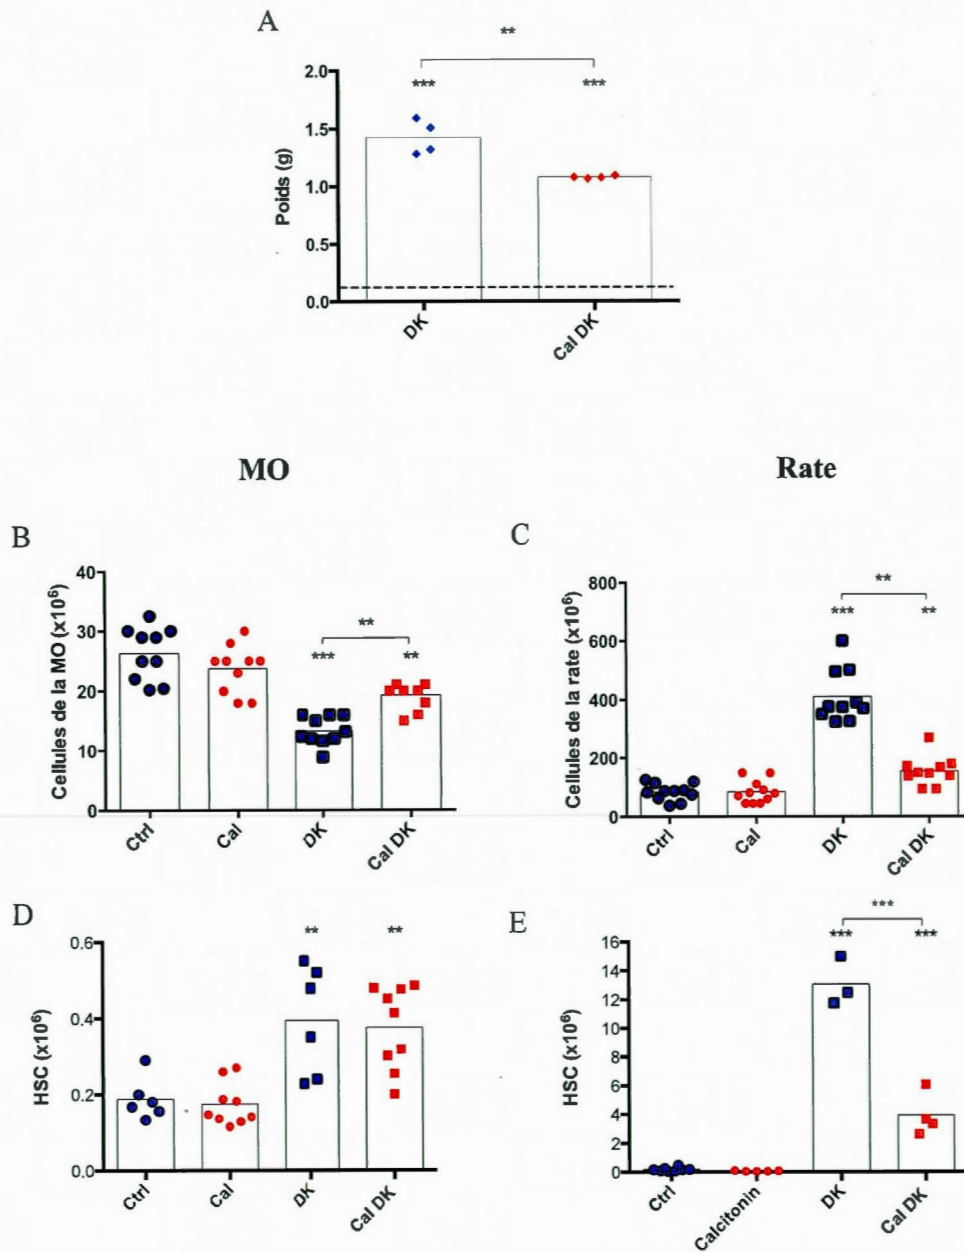 A
**
2.0
***
***
1.5
Poids (g)
1.0
0.5
0.0
DK
Cal DK
MO
Rate
B
40
Cellules de la MO (x10⁶)
30
**
***
**
20
10
0
Ctrl
Cal
DK
Cal DK
C
800
Cellules de la rate (x10⁶)
**
***
**
600
400
200
0
Ctrl
Cal
DK
Cal DK
D
0.6
**
**
HSC (x10⁶)
0.4
0.2
0.0
Ctrl
Cal
DK
Cal DK
E
***
***
***
16
14
12
10
HSC (x10⁶)
8
6
4
2
0
Ctrl
Calcitonin
DK
Cal DK